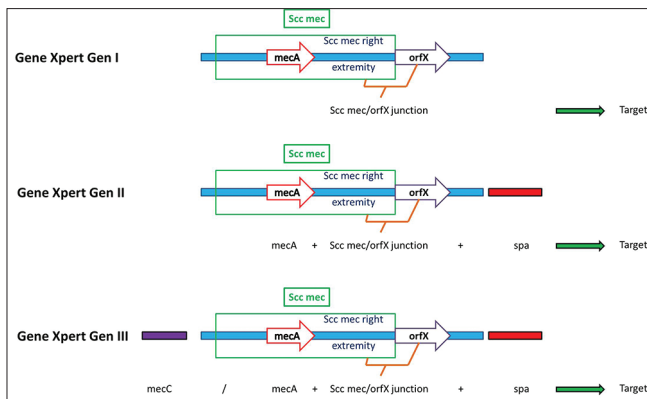 Scc mec
Gene Xpert Gen I
mecA
Scc mec right
extremity
orfX
Scc mec/orfX junction
Target
Scc mec
Gene Xpert Gen II
mecA
Scc mec right
extremity
orfX
mecA + Scc mec/orfX junction + spa Target
Scc mec
Gene Xpert Gen III
mecA
Scc mec right
extremity
orfX
mecC / mecA + Scc mec/orfX junction + spa Target